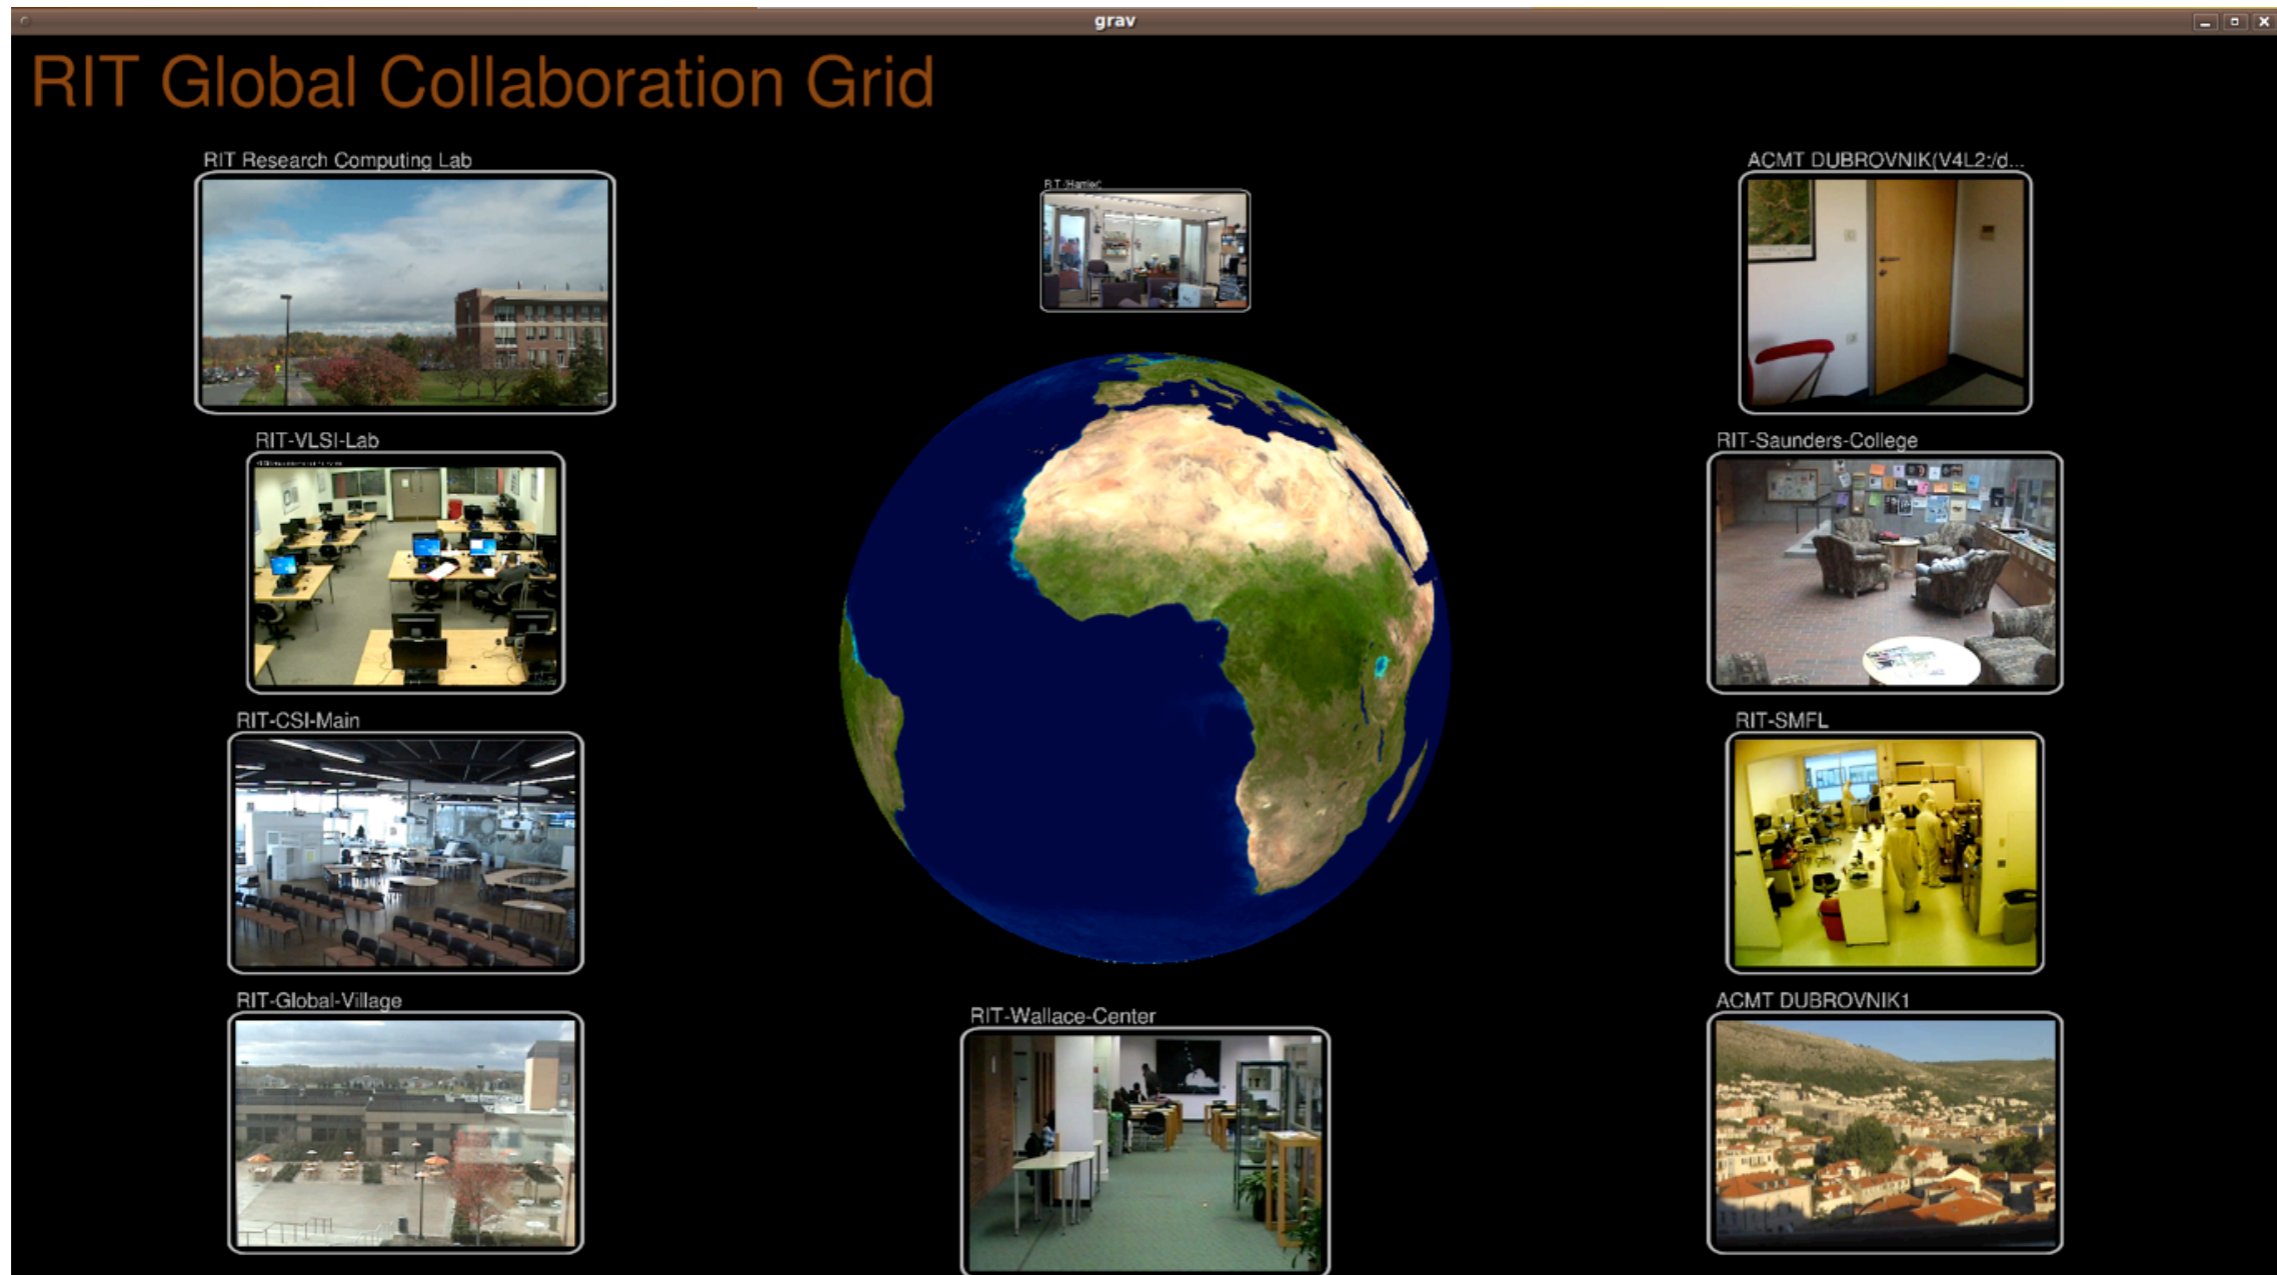 grav
RIT Global Collaboration Grid
RIT Research Computing Lab
ACMT DUBROVNIK(V4L2:/d...
RIT-VLSI-Lab
RIT-Saunders-College
RIT-CSI-Main
RIT-SMFL
RIT-Global-Village
RIT-Wallace-Center
ACMT DUBROVNIK1